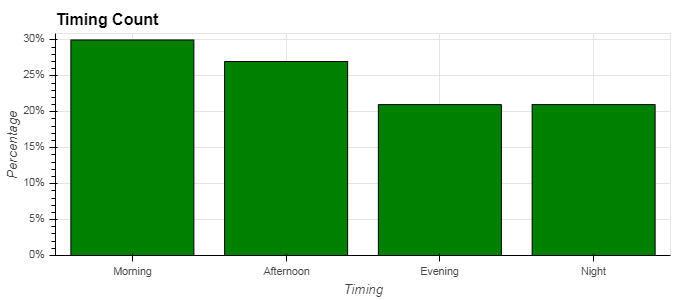 Timing Count
Percentage
30%
25%
20%
15%
10%
5%
0%
Morning Afternoon Evening Night
Timing